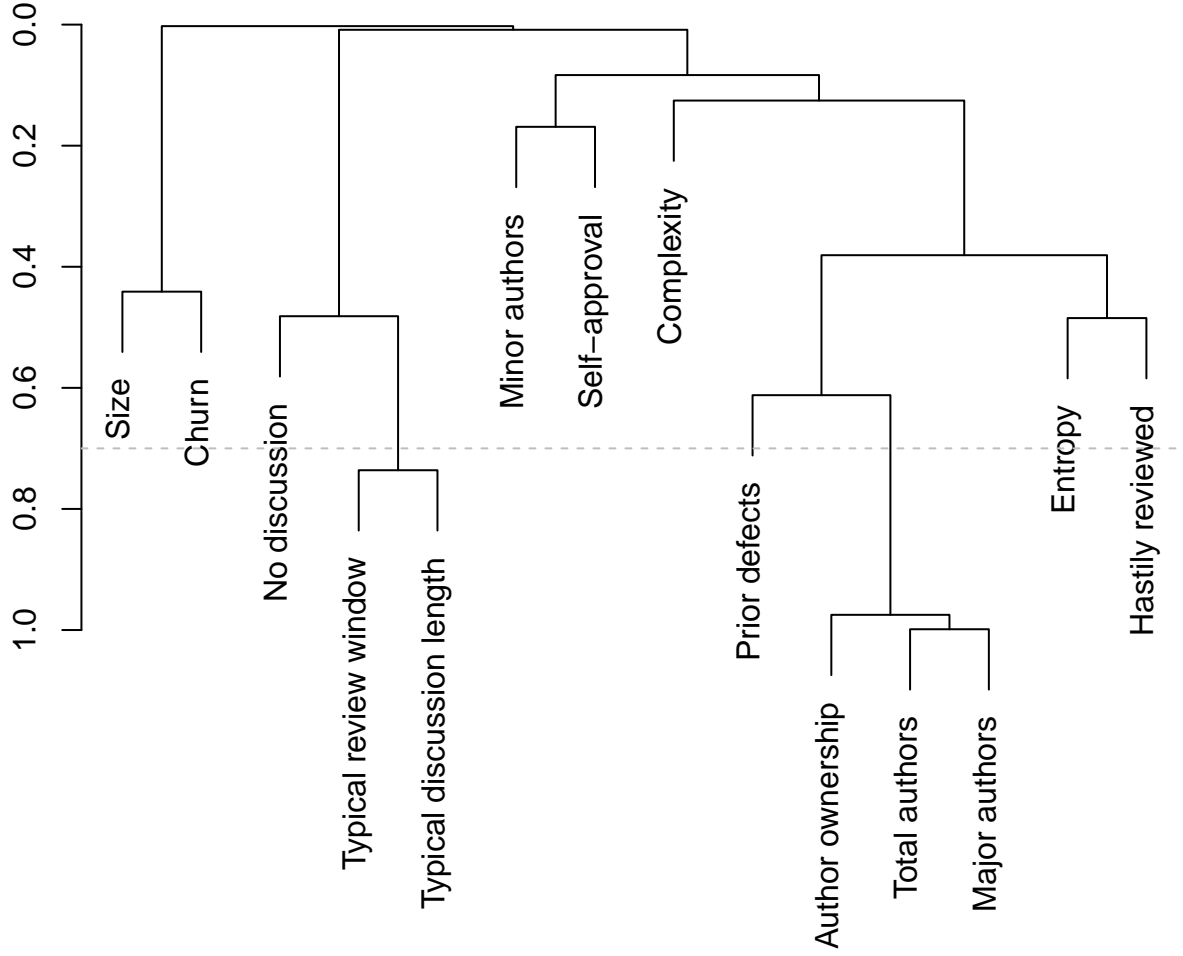 0.0
0.2
0.4
0.6
0.8
1.0
Size
Churn
No discussion
Typical review window
Typical discussion length
Minor authors
Self−approval
Complexity
Prior defects
Author ownership
Total authors
Major authors
Entropy
Hastily reviewed